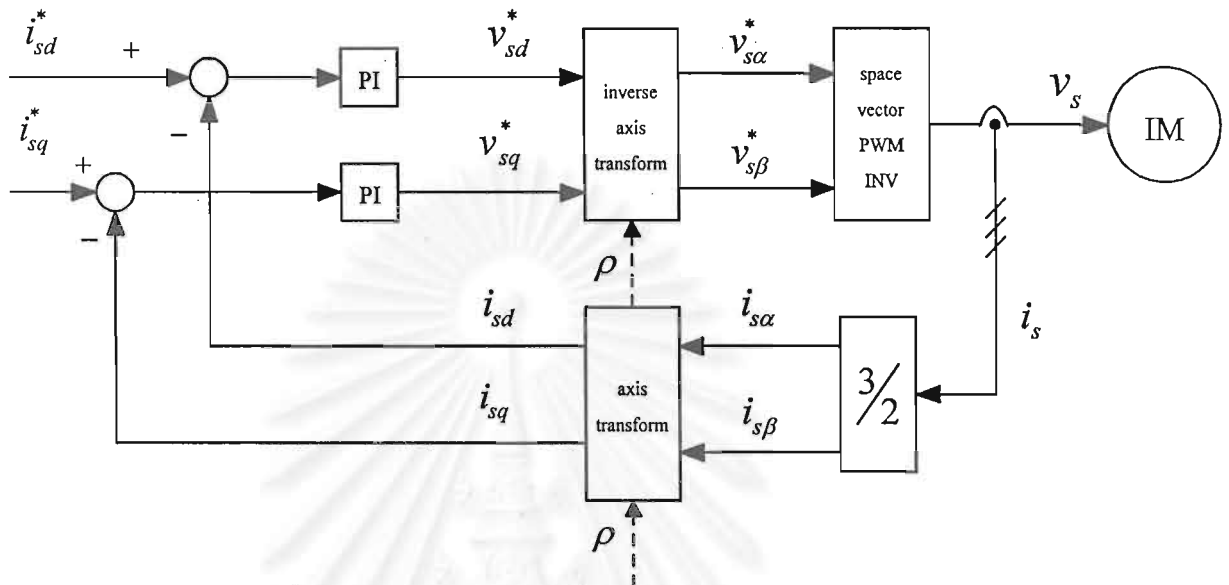 i*sd
+
PI
v*sd
inverse
axis
transform
v*sα
space
vector
PWM
INV
vs
IM
−
i*sq
+
PI
v*sq
v*sβ
−
ρ
isd
isα
is
axis
transform
3/2
isq
isβ
ρ